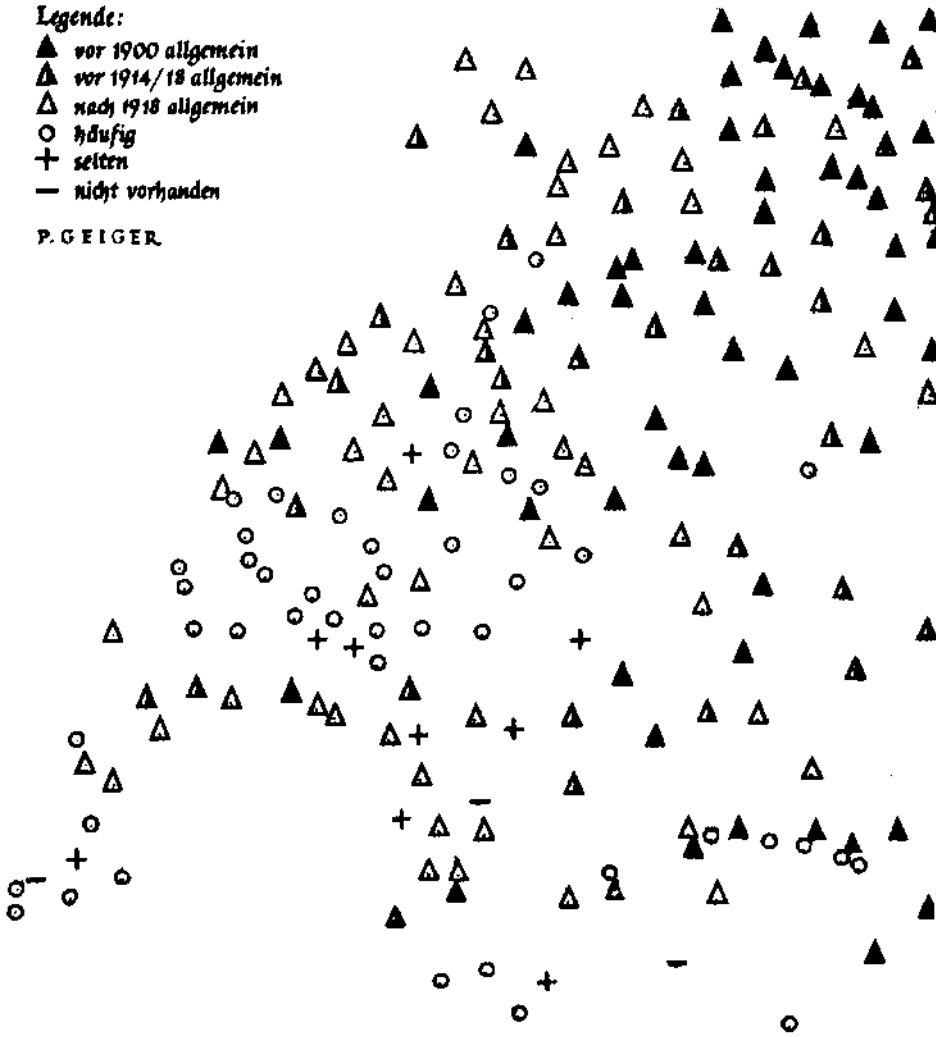 Legende:
vor 1900 allgemein
vor 1914/18 allgemein
nach 1918 allgemein
häufig
selten
nicht vorhanden
P. GEIGER